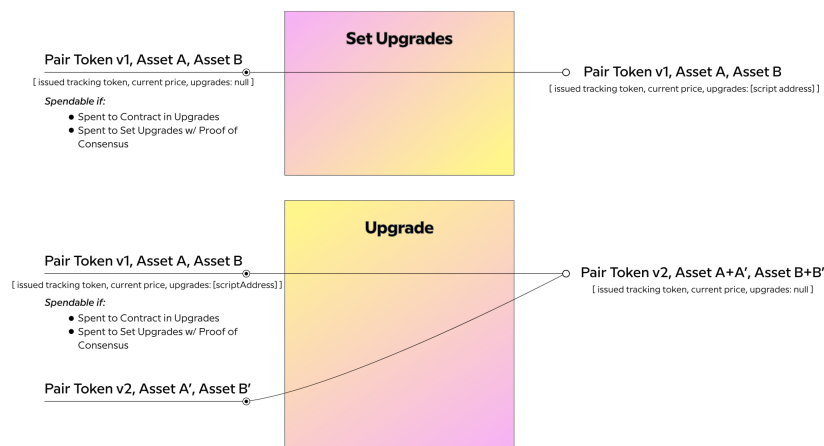 Set Upgrades
Pair Token v1, Asset A, Asset B
[ issued tracking token, current price, upgrades: null ]
Spendable if:
● Spent to Contract in Upgrades
● Spent to Set Upgrades w/ Proof of
Consensus
Pair Token v1, Asset A, Asset B
[ issued tracking token, current price, upgrades: [script address] ]
Upgrade
Pair Token v1, Asset A, Asset B
[ issued tracking token, current price, upgrades: [scriptAddress] ]
Spendable if:
● Spent to Contract in Upgrades
● Spent to Set Upgrades w/ Proof of
Consensus
Pair Token v2, Asset A′, Asset B′
Pair Token v2, Asset A+A′, Asset B+B′
[ issued tracking token, current price, upgrades: null ]